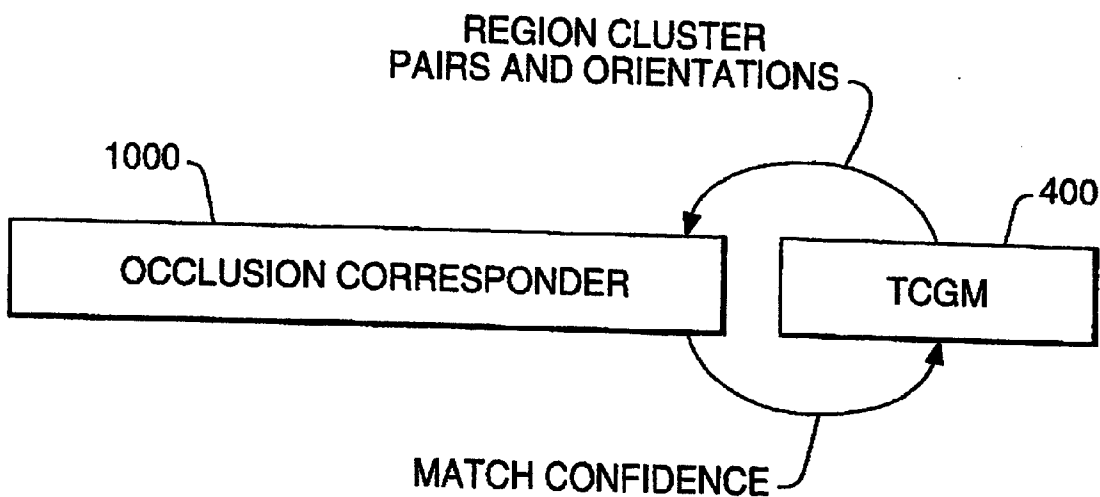 REGION CLUSTER
PAIRS AND ORIENTATIONS
1000
400
OCCLUSION CORRESPONDER
TCGM
MATCH CONFIDENCE